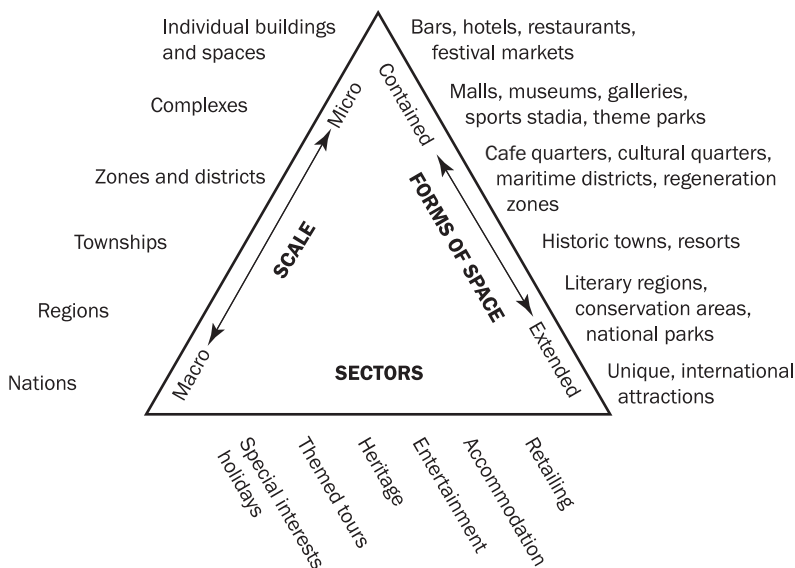 Individual buildings
and spaces
Bars, hotels, restaurants,
festival markets
Complexes
Micro
Contained
Malls, museums, galleries,
sports stadia, theme parks
Zones and districts
Cafe quarters, cultural quarters,
maritime districts, regeneration
zones
SCALE
FORMS OF SPACE
Townships
Historic towns, resorts
Regions
Literary regions,
conservation areas,
national parks
Nations
Macro
SECTORS
Extended
Unique, international
attractions
Special interests
holidays
Themed tours
Heritage
Entertainment
Accommodation
Retailing